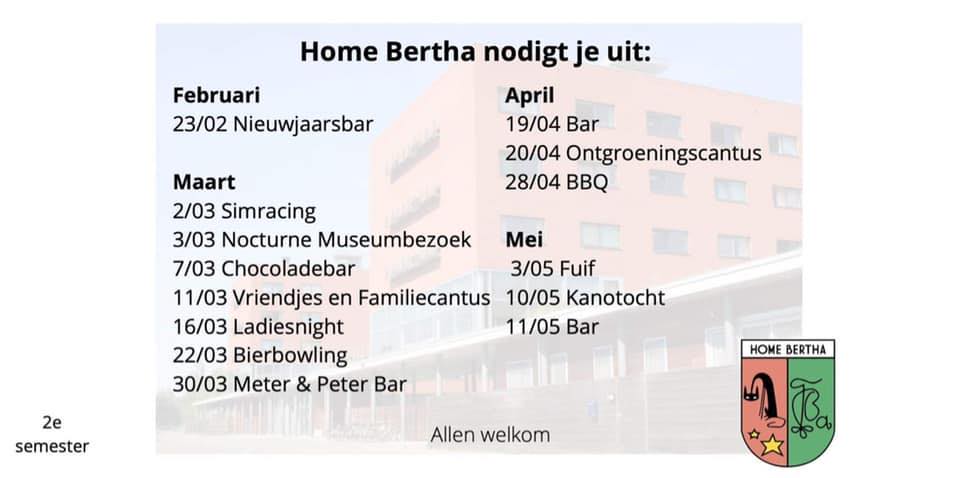 Home Bertha nodigt je uit:
Februari
23/02 Nieuwjaarsbar
Maart
2/03 Simracing
3/03 Nocturne Museumbezoek
7/03 Chocoladebar
11/03 Vriendjes en Familiecantus
16/03 Ladiesnight
22/03 Bierbowling
30/03 Meter & Peter Bar
April
19/04 Bar
20/04 Ontgroeningscantus
28/04 BBQ
Mei
3/05 Fuif
10/05 Kanotocht
11/05 Bar
Allen welkom
2e
semester
HOME BERTHA